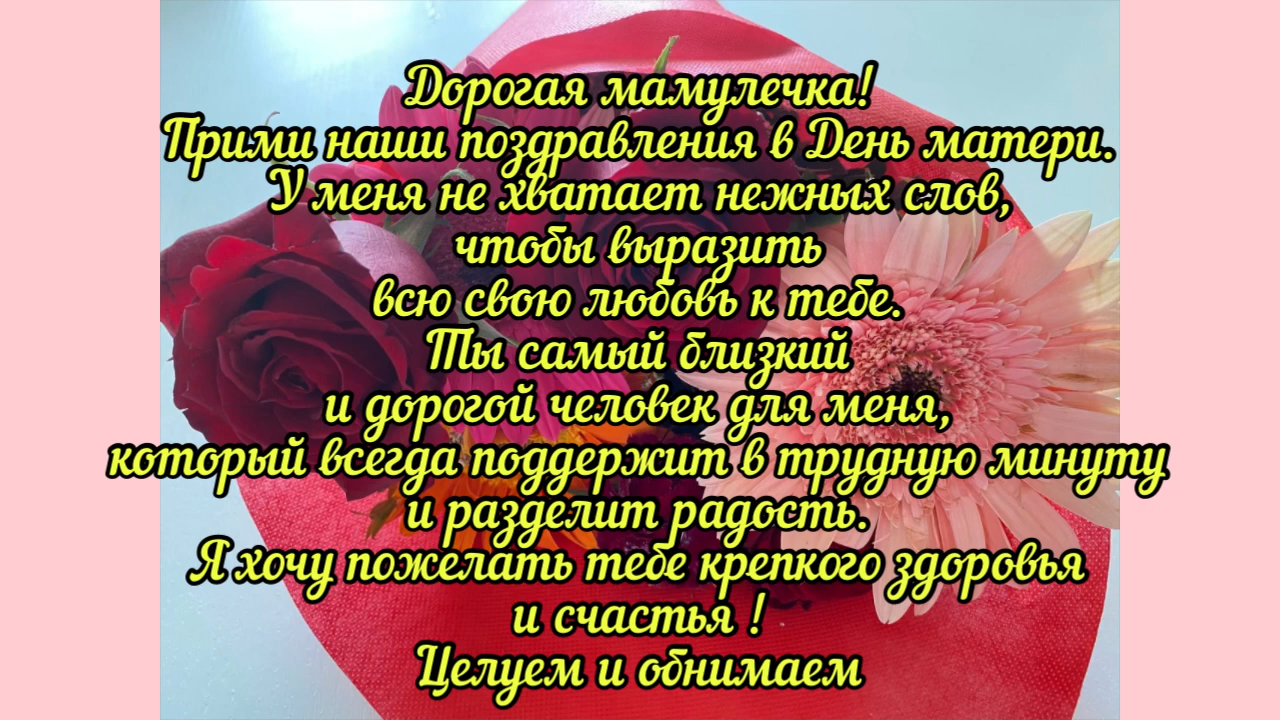 Дорогая мамулечка!
Прими наши поздравления в День матери.
У меня не хватает нежных слов,
чтобы выразить
всю свою любовь к тебе.
Ты самый близкий
и дорогой человек для меня,
который всегда поддержит в трудную минуту
и разделит радость.
Я хочу пожелать тебе крепкого здоровья
и счастья !
Целуем и обнимаем